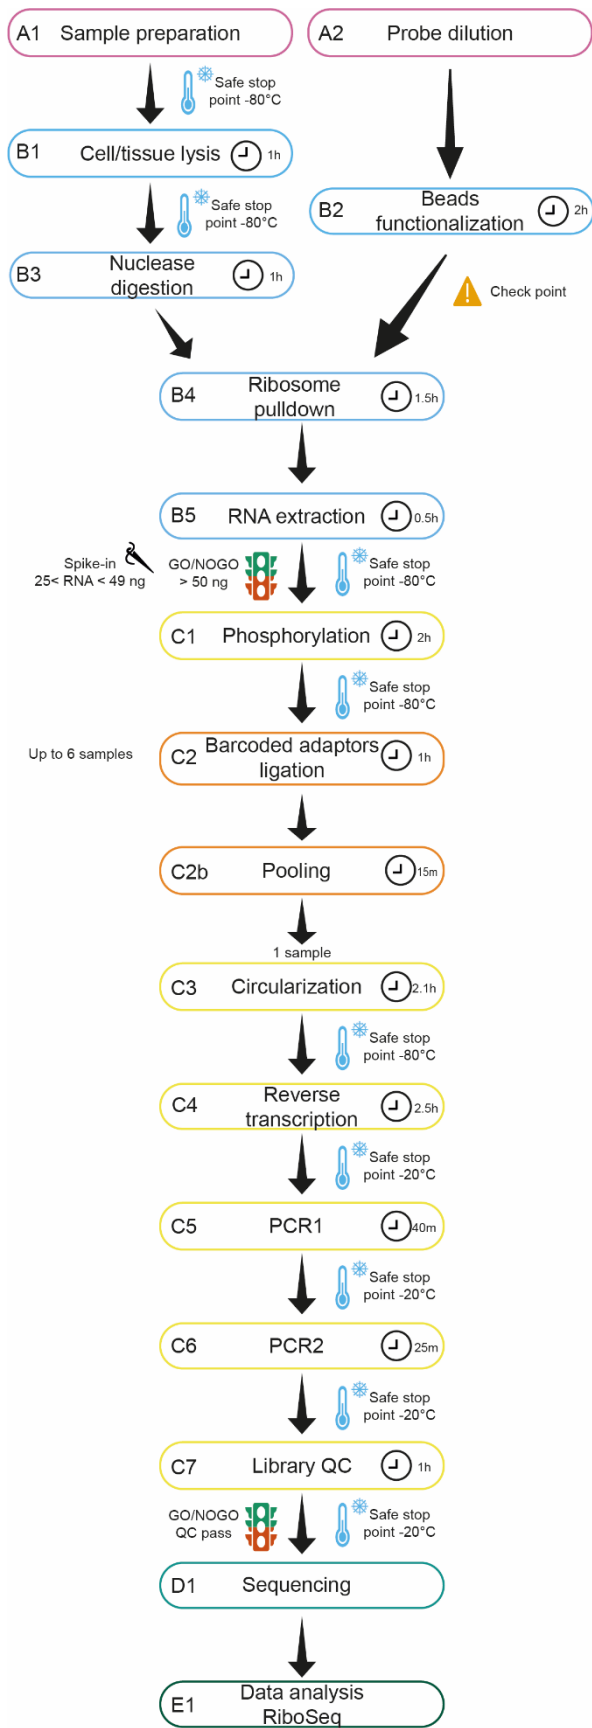 A1 Sample preparation
A2 Probe dilution
Safe stop
point -80°C
B1 Cell/tissue lysis 1h
Safe stop
point -80°C
B2 Beads
functionalization 2h
B3 Nuclease
digestion 1h
Check point
B4 Ribosome
pulldown 1.5h
B5 RNA extraction 0.5h
Spike-in
25< RNA < 49 ng
GO/NOGO
> 50 ng
Safe stop
point -80°C
C1 Phosphorylation 2h
Safe stop
point -80°C
Up to 6 samples
C2 Barcoded adaptors
ligation 1h
C2b Pooling 15m
1 sample
C3 Circularization 2.1h
Safe stop
point -80°C
C4 Reverse
transcription 2.5h
Safe stop
point -20°C
C5 PCR1 40m
Safe stop
point -20°C
C6 PCR2 25m
Safe stop
point -20°C
C7 Library QC 1h
GO/NOGO
QC pass
Safe stop
point -20°C
D1 Sequencing
E1 Data analysis
RiboSeq